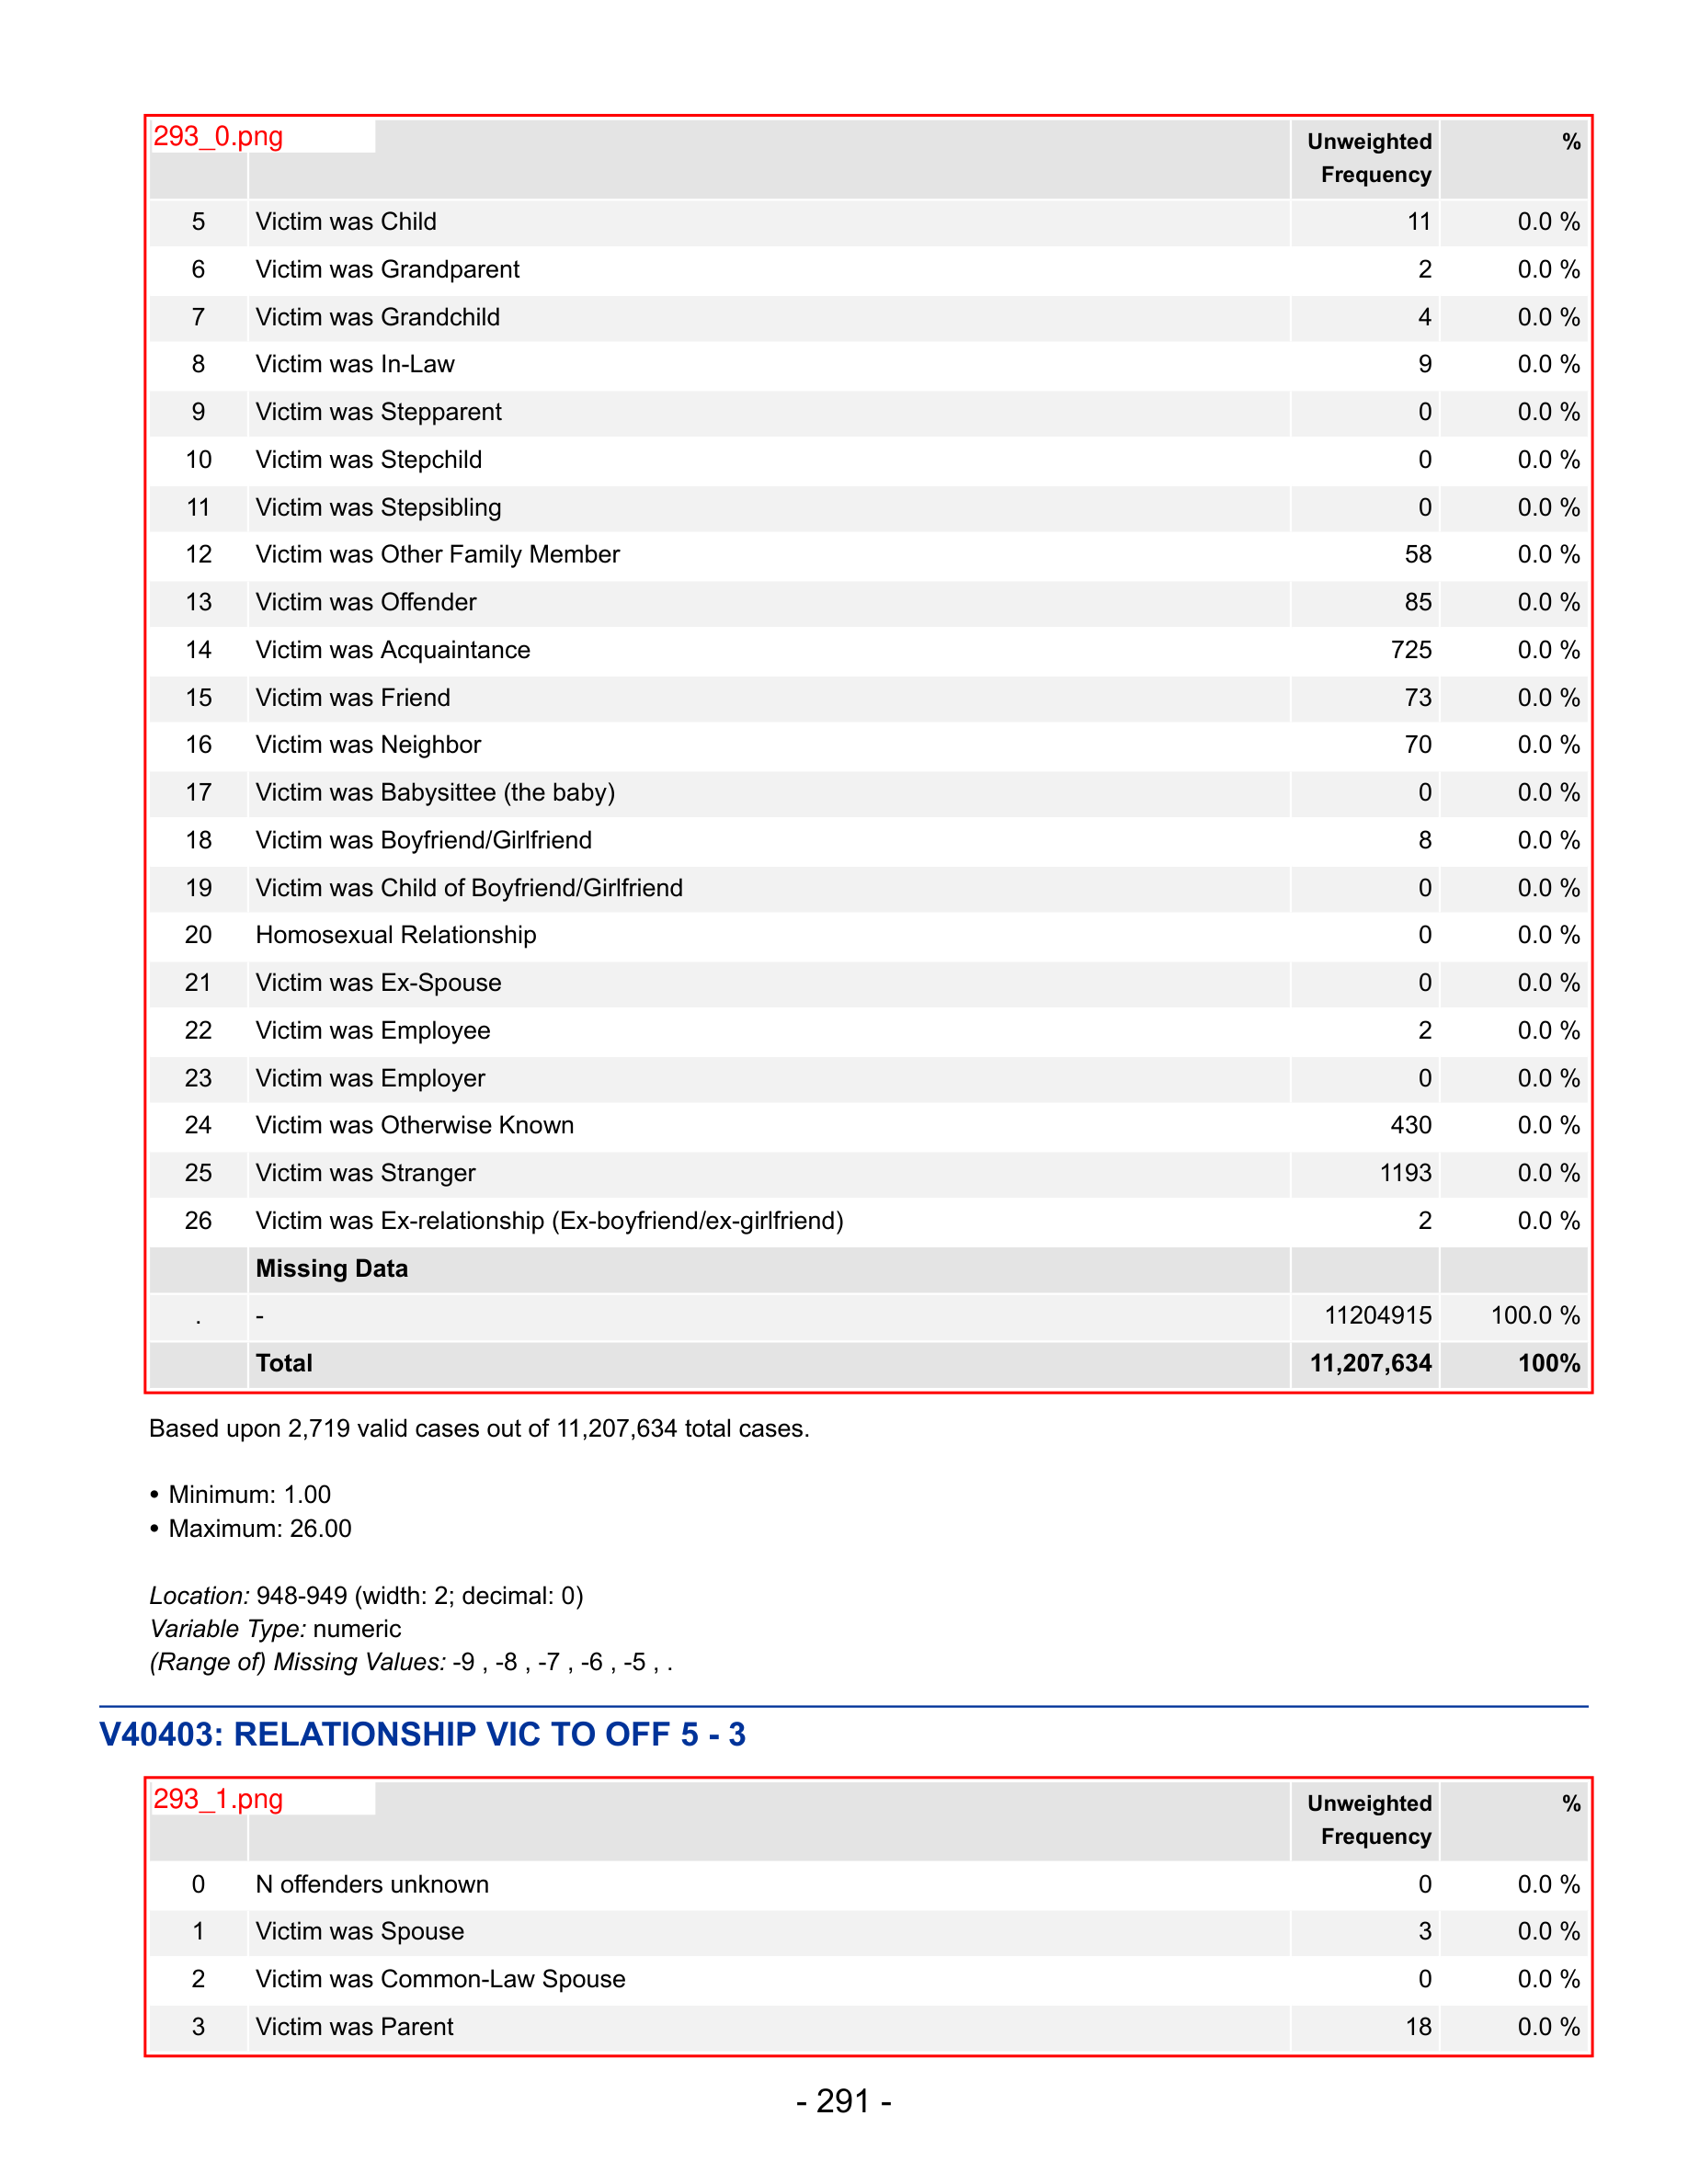 293_0.png
Unweighted Frequency %
5 Victim was Child 11 0.0 %
6 Victim was Grandparent 2 0.0 %
7 Victim was Grandchild 4 0.0 %
8 Victim was In-Law 9 0.0 %
9 Victim was Stepparent 0 0.0 %
10 Victim was Stepchild 0 0.0 %
11 Victim was Stepsibling 0 0.0 %
12 Victim was Other Family Member 58 0.0 %
13 Victim was Offender 85 0.0 %
14 Victim was Acquaintance 725 0.0 %
15 Victim was Friend 73 0.0 %
16 Victim was Neighbor 70 0.0 %
17 Victim was Babysittee (the baby) 0 0.0 %
18 Victim was Boyfriend/Girlfriend 8 0.0 %
19 Victim was Child of Boyfriend/Girlfriend 0 0.0 %
20 Homosexual Relationship 0 0.0 %
21 Victim was Ex-Spouse 0 0.0 %
22 Victim was Employee 2 0.0 %
23 Victim was Employer 0 0.0 %
24 Victim was Otherwise Known 430 0.0 %
25 Victim was Stranger 1193 0.0 %
26 Victim was Ex-relationship (Ex-boyfriend/ex-girlfriend) 2 0.0 %
Missing Data
. - 11204915 100.0 %
Total 11,207,634 100%
Based upon 2,719 valid cases out of 11,207,634 total cases.
• Minimum: 1.00
• Maximum: 26.00
Location: 948-949 (width: 2; decimal: 0)
Variable Type: numeric
(Range of) Missing Values: -9 , -8 , -7 , -6 , -5 , .
V40403: RELATIONSHIP VIC TO OFF 5 - 3
293_1.png
Unweighted Frequency %
0 N offenders unknown 0 0.0 %
1 Victim was Spouse 3 0.0 %
2 Victim was Common-Law Spouse 0 0.0 %
3 Victim was Parent 18 0.0 %
- 291 -